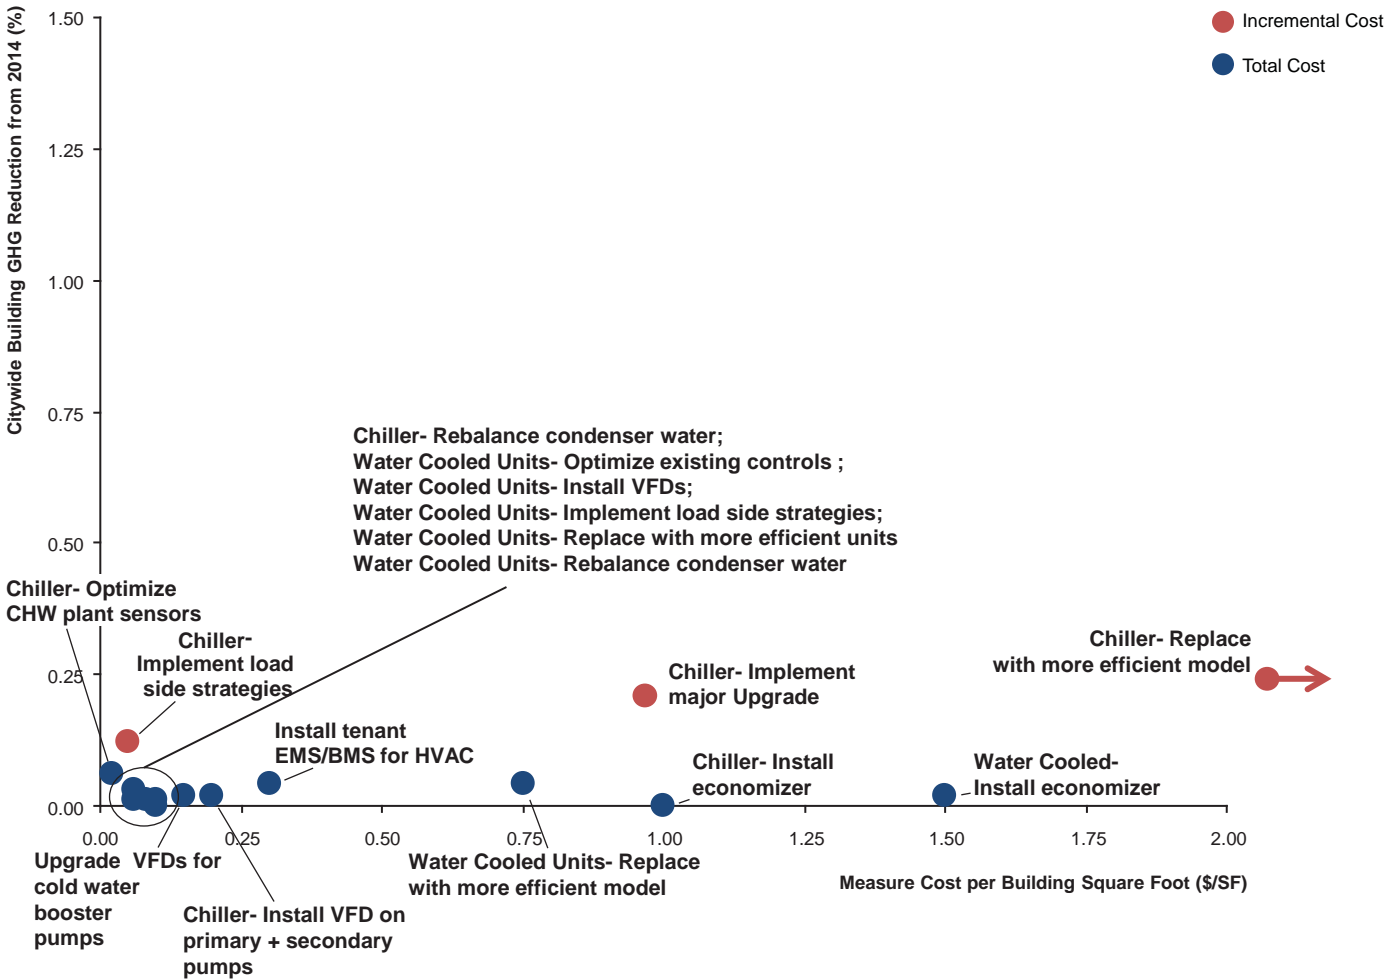 Citywide Building GHG Reduction from 2014 (%)
1.50
1.25
1.00
0.75
0.50
0.25
0.00
Incremental Cost
Total Cost
Chiller- Rebalance condenser water;
Water Cooled Units- Optimize existing controls ;
Water Cooled Units- Install VFDs;
Water Cooled Units- Implement load side strategies;
Water Cooled Units- Replace with more efficient units
Water Cooled Units- Rebalance condenser water
Chiller- Optimize
CHW plant sensors
Chiller-
Implement load
side strategies
Install tenant
EMS/BMS for HVAC
Chiller- Implement
major Upgrade
Chiller- Replace
with more efficient model
Chiller- Install
economizer
Water Cooled-
Install economizer
0.00
0.25
0.50
0.75
1.00
1.25
1.50
1.75
2.00
Upgrade VFDs for
cold water
booster
pumps
Chiller- Install VFD on
primary + secondary
pumps
Water Cooled Units- Replace
with more efficient model
Measure Cost per Building Square Foot ($/SF)